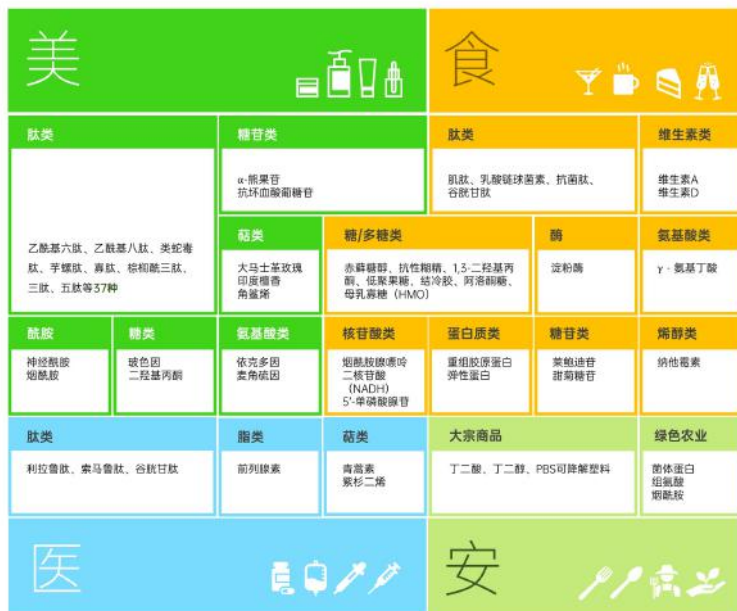 美
食
肽类
糖苷类
肽类
维生素类
α-熊果苷
抗坏血酸葡糖苷
肌肽、乳酸链球菌素、抗菌肽、
谷胱甘肽
维生素A
维生素D
乙酰基六肽、乙酰基八肽、类蛇毒
肽、芋螺肽、寡肽、棕榈酰三肽、
三肽、五肽等37种
萜类
糖/多糖类
酶
氨基酸类
大马士革玫瑰
印度檀香
角鲨烯
赤藓糖醇、抗性糊精、1,3-二羟基丙
酮、低聚果糖、结冷胶、阿洛酮糖、
母乳寡糖（HMO）
淀粉酶
γ - 氨基丁酸
酰胺
糖类
氨基酸类
核苷酸类
蛋白质类
糖苷类
烯醇类
神经酰胺
烟酰胺
玻色因
二羟基丙酮
依克多因
麦角硫因
烟酰胺腺嘌呤
二核苷酸
（NADH）
5'-单磷酸腺苷
重组胶原蛋白
弹性蛋白
莱鲍迪苷
甜菊糖苷
纳他霉素
肽类
脂类
萜类
大宗商品
绿色农业
利拉鲁肽、索马鲁肽、谷胱甘肽
前列腺素
青蒿素
紫杉二烯
丁二酸、丁二醇、PBS可降解塑料
菌体蛋白
组氨酸
烟酰胺
医
安